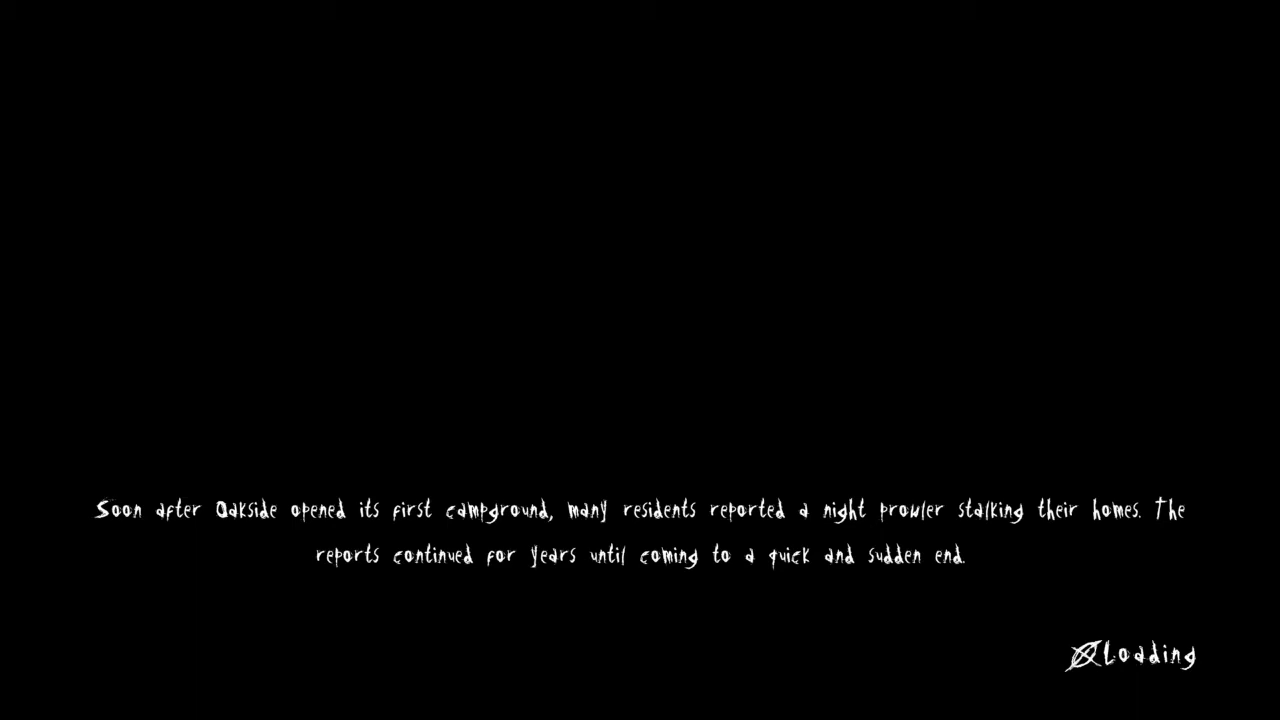 Soon after Oakside opened its first campground, many residents reported a night prowler stalking their homes. The
reports continued for years until coming to a quick and sudden end.
Loading